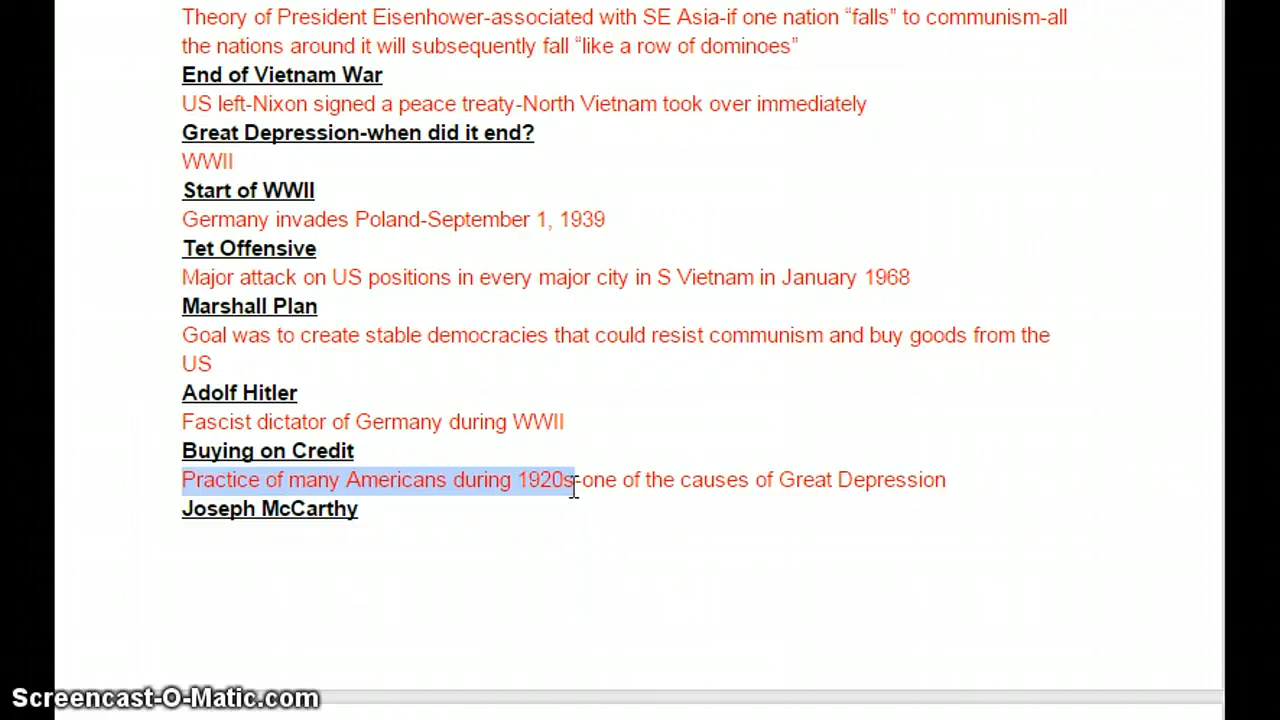 Theory of President Eisenhower-associated with SE Asia-if one nation “falls” to communism-all
the nations around it will subsequently fall “like a row of dominoes”
End of Vietnam War
US left-Nixon signed a peace treaty-North Vietnam took over immediately
Great Depression-when did it end?
WWII
Start of WWII
Germany invades Poland-September 1, 1939
Tet Offensive
Major attack on US positions in every major city in S Vietnam in January 1968
Marshall Plan
Goal was to create stable democracies that could resist communism and buy goods from the
US
Adolf Hitler
Fascist dictator of Germany during WWII
Buying on Credit
Practice of many Americans during 1920s-one of the causes of Great Depression
Joseph McCarthy
Screencast-O-Matic.com